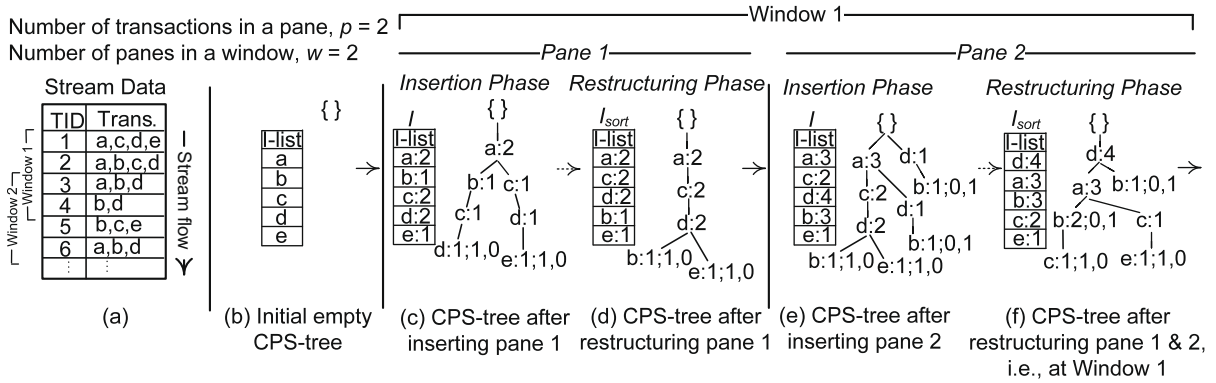 Number of transactions in a pane, p = 2
Number of panes in a window, w = 2
Window 1
Pane 1
Pane 2
Stream Data
TID Trans.
1 a,c,d,e
2 a,b,c,d
3 a,b,d
4 b,d
5 b,c,e
6 a,b,d
⋮ ⋮
Window 1
Window 2
Stream flow
(a)
{ }
I-list
a
b
c
d
e
(b) Initial empty
CPS-tree
Insertion Phase
I
I-list
a:2
b:1
c:2
d:2
e:1
{ }
a:2
b:1 c:1
c:1 d:1
d:1;1,0 e:1;1,0
(c) CPS-tree after
inserting pane 1
Restructuring Phase
Isort
I-list
a:2
c:2
d:2
b:1
e:1
{ }
a:2
c:2
d:2
b:1;1,0 e:1;1,0
(d) CPS-tree after
restructuring pane 1
Insertion Phase
I
I-list
a:3
c:2
d:4
b:3
e:1
{ }
a:3 d:1
c:2 b:1;0,1
d:2 d:1
b:1;0,1
b:1;1,0 e:1;1,0
(e) CPS-tree after
inserting pane 2
Restructuring Phase
Isort
I-list
d:4
a:3
b:3
c:2
e:1
{ }
d:4
a:3 b:1;0,1
b:2;0,1 c:1
c:1;1,0 e:1;1,0
(f) CPS-tree after
restructuring pane 1 & 2,
i.e., at Window 1